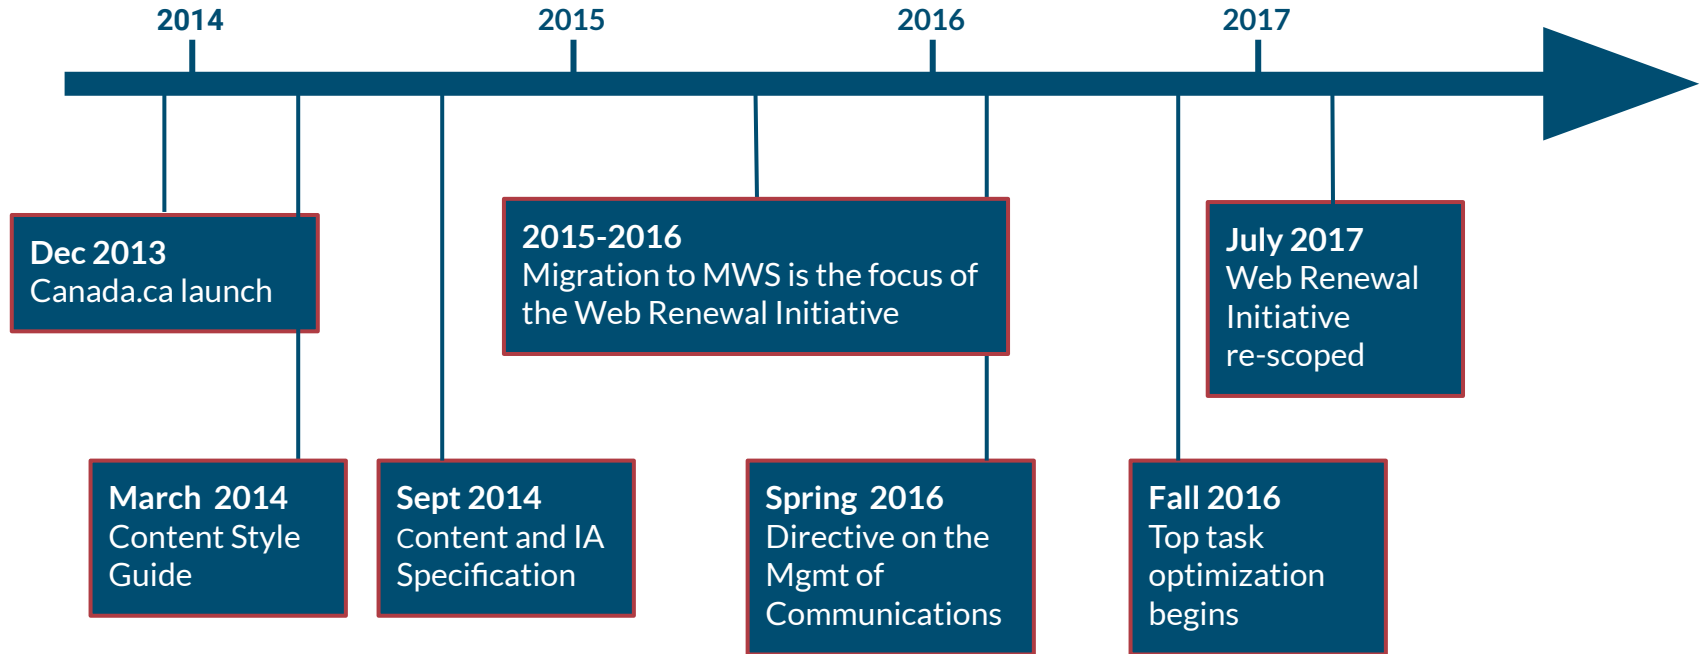 2014
2015
2016
2017
Dec 2013
Canada.ca launch
2015-2016
Migration to MWS is the focus of
the Web Renewal Initiative
July 2017
Web Renewal
Initiative
re-scoped
March  2014
Content Style
Guide
Sept 2014
Content and IA
Specification
Spring  2016
Directive on the
Mgmt of
Communications
Fall 2016
Top task
optimization
begins